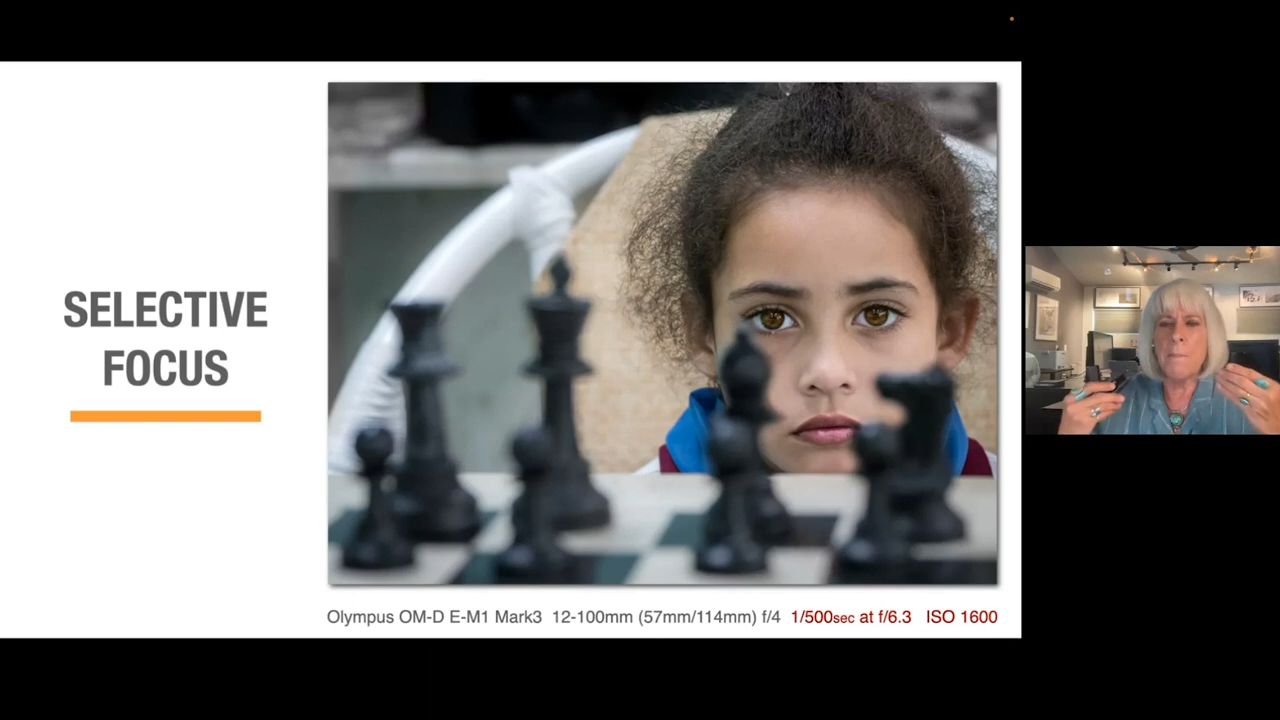 SELECTIVE
FOCUS
Olympus OM-D E-M1 Mark3 12-100mm (57mm/114mm) f/4 1/500sec at f/6.3 ISO 1600